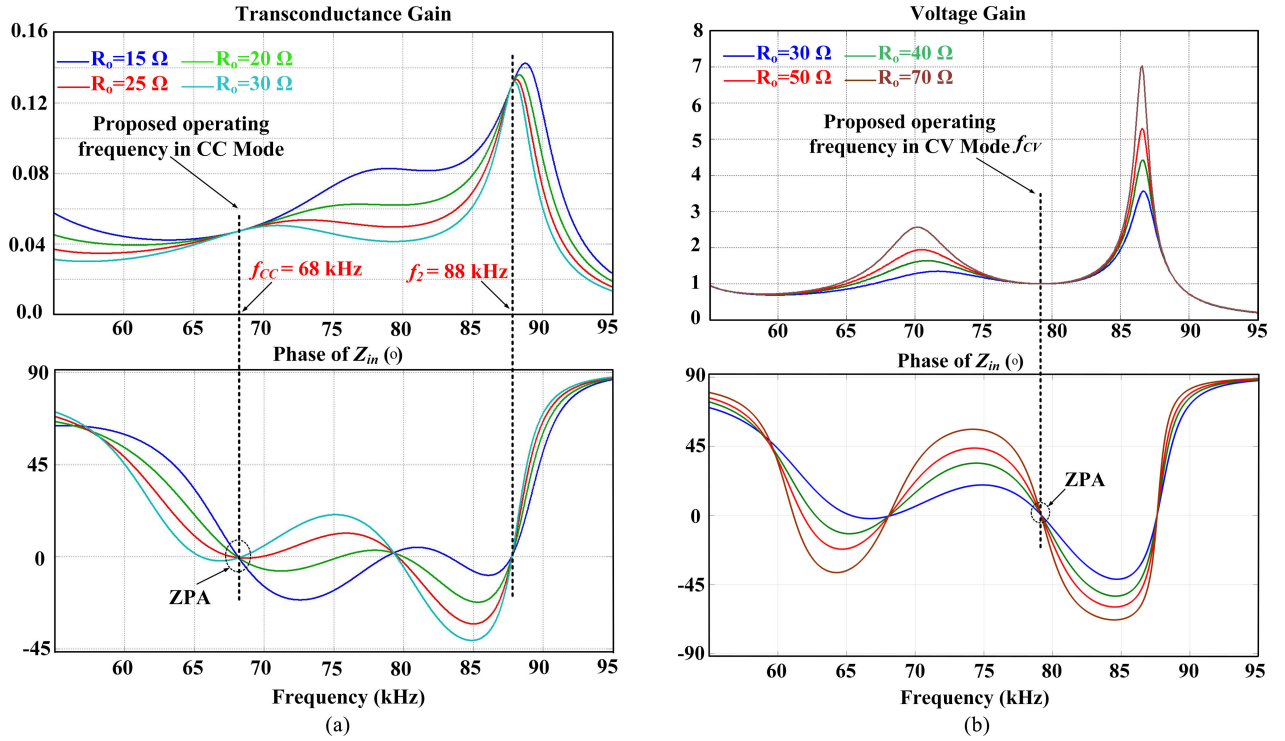 Transconductance Gain
0.16
0.12
0.08
0.04
0.0
Rₒ=15 Ω
Rₒ=20 Ω
Rₒ=25 Ω
Rₒ=30 Ω
Proposed operating
frequency in CC Mode
f_CC = 68 kHz
f₂ = 88 kHz
60 65 70 75 80 85 90 95
Phase of Z_in (o)
90
45
0
-45
ZPA
60 65 70 75 80 85 90 95
Frequency (kHz)
(a)
Voltage Gain
8
7
6
5
4
3
2
1
0
Rₒ=30 Ω
Rₒ=40 Ω
Rₒ=50 Ω
Rₒ=70 Ω
Proposed operating
frequency in CV Mode f_CV
60 65 70 75 80 85 90 95
Phase of Z_in (o)
90
45
0
-45
-90
ZPA
60 65 70 75 80 85 90 95
Frequency (kHz)
(b)